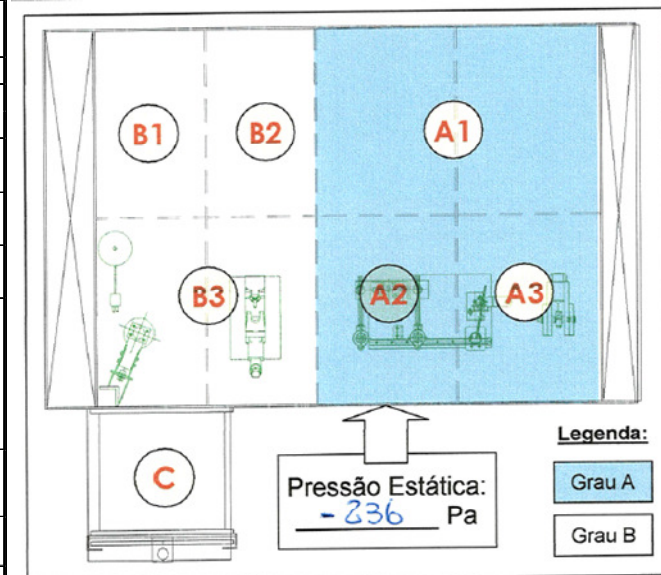 B1 B2 A1
B3 A2 A3
C
Pressão Estática:
-236 Pa
Legenda:
Grau A
Grau B